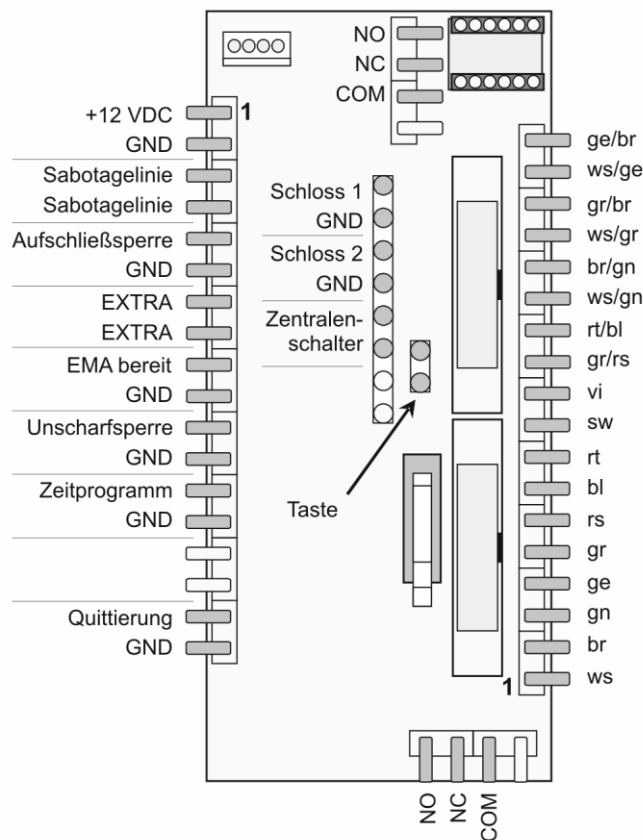 NO
NC
COM
1
+12 VDC
GND
Sabotagelinie
Sabotagelinie
Aufschließsperre
GND
EXTRA
EXTRA
EMA bereit
GND
Unscharfsperre
GND
Zeitprogramm
GND
Quittierung
GND
Schloss 1
GND
Schloss 2
GND
Zentralen-
schalter
Taste
ge/br
ws/ge
gr/br
ws/gr
br/gn
ws/gn
rt/bl
gr/rs
vi
sw
rt
bl
rs
gr
ge
gn
br
ws
1
NO
NC
COM